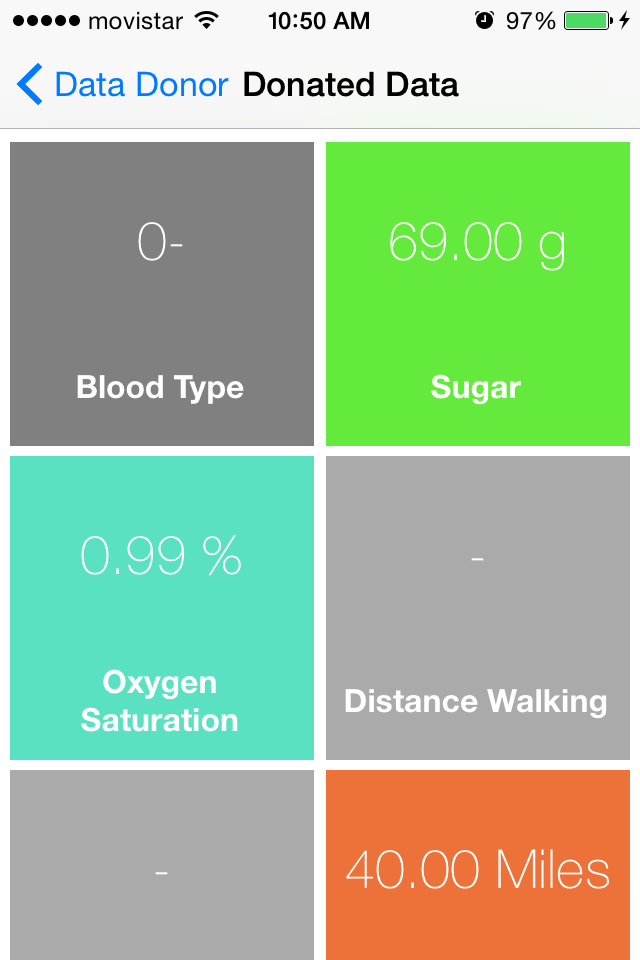 movistar 10:50 AM 97%
Data Donor Donated Data
0-
69.00 g
Blood Type
Sugar
0.99 %
-
Oxygen
Saturation
Distance Walking
-
40.00 Miles